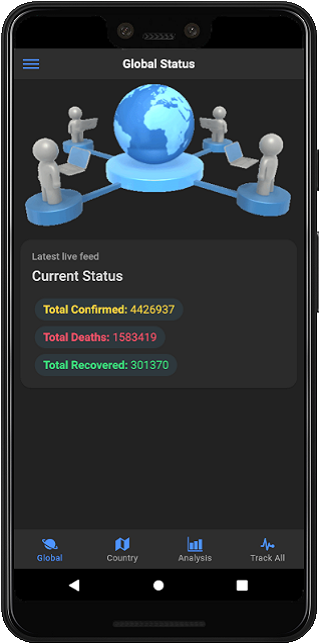 Global Status
Latest live feed
Current Status
Total Confirmed: 4426937
Total Deaths: 1583419
Total Recovered: 301370
Global
Country
Analysis
Track All